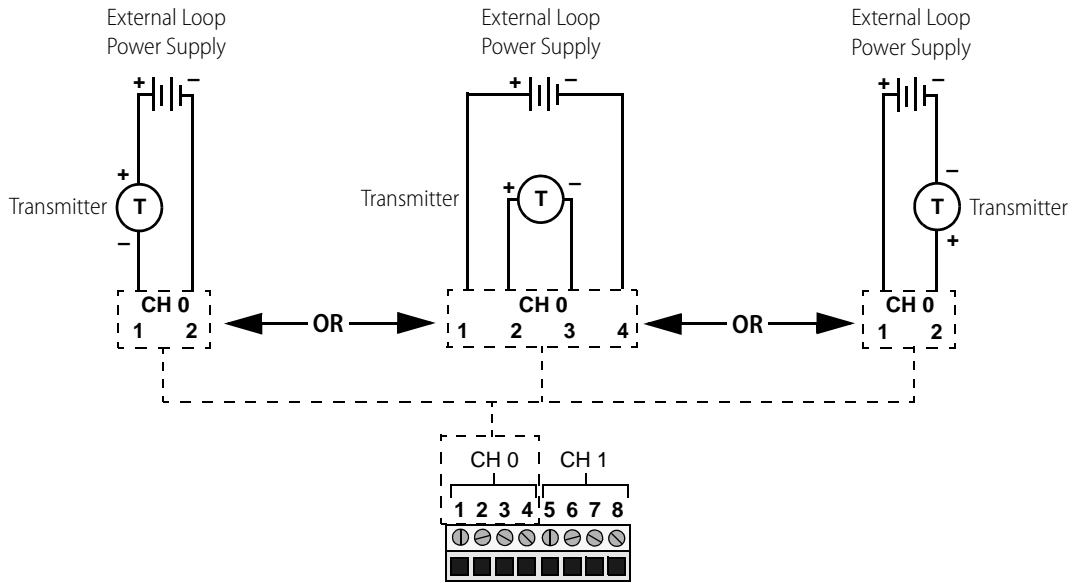 External Loop
Power Supply
External Loop
Power Supply
External Loop
Power Supply
+ –
+ –
+ –
+
Transmitter T
–
Transmitter + T –
–
T Transmitter
+
CH 0
1 2
OR
CH 0
1 2 3 4
OR
CH 0
1 2
CH 0 CH 1
1 2 3 4 5 6 7 8